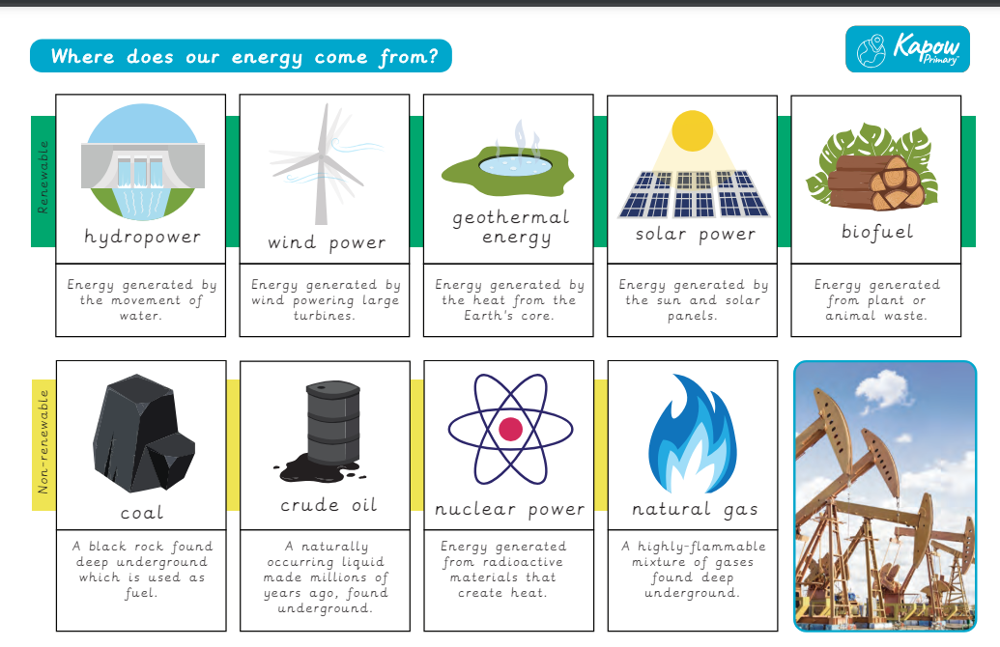 Where does our energy come from?
Kapow
Primary™
Renewable
hydropower
Energy generated by
the movement of
water.
wind power
Energy generated by
wind powering large
turbines.
geothermal
energy
Energy generated by
the heat from the
Earth's core.
solar power
Energy generated by
the sun and solar
panels.
biofuel
Energy generated
from plant or
animal waste.
Non-renewable
coal
A black rock found
deep underground
which is used as
fuel.
crude oil
A naturally
occurring liquid
made millions of
years ago, found
underground.
nuclear power
Energy generated
from radioactive
materials that
create heat.
natural gas
A highly-flammable
mixture of gases
found deep
underground.